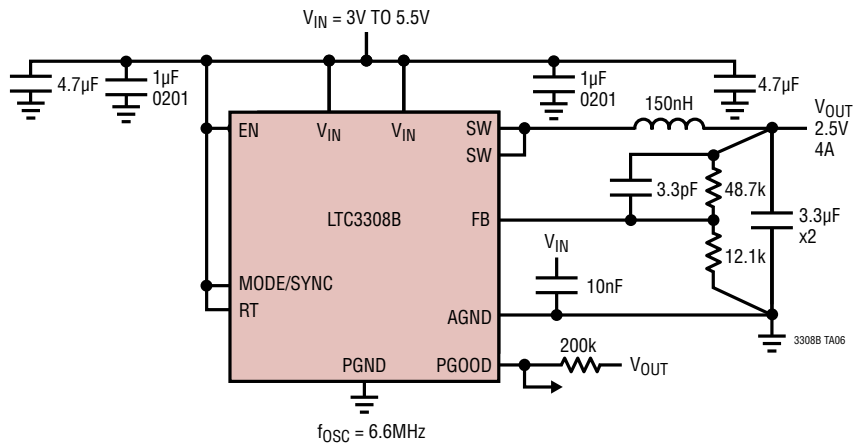 V_IN = 3V TO 5.5V
4.7µF
1µF
0201
1µF
0201
4.7µF
EN
V_IN
V_IN
SW
SW
150nH
V_OUT
2.5V
4A
LTC3308B
FB
3.3pF
48.7k
12.1k
3.3µF
x2
V_IN
10nF
MODE/SYNC
RT
AGND
PGND
PGOOD
200k
V_OUT
3308B TA06
f_OSC = 6.6MHz